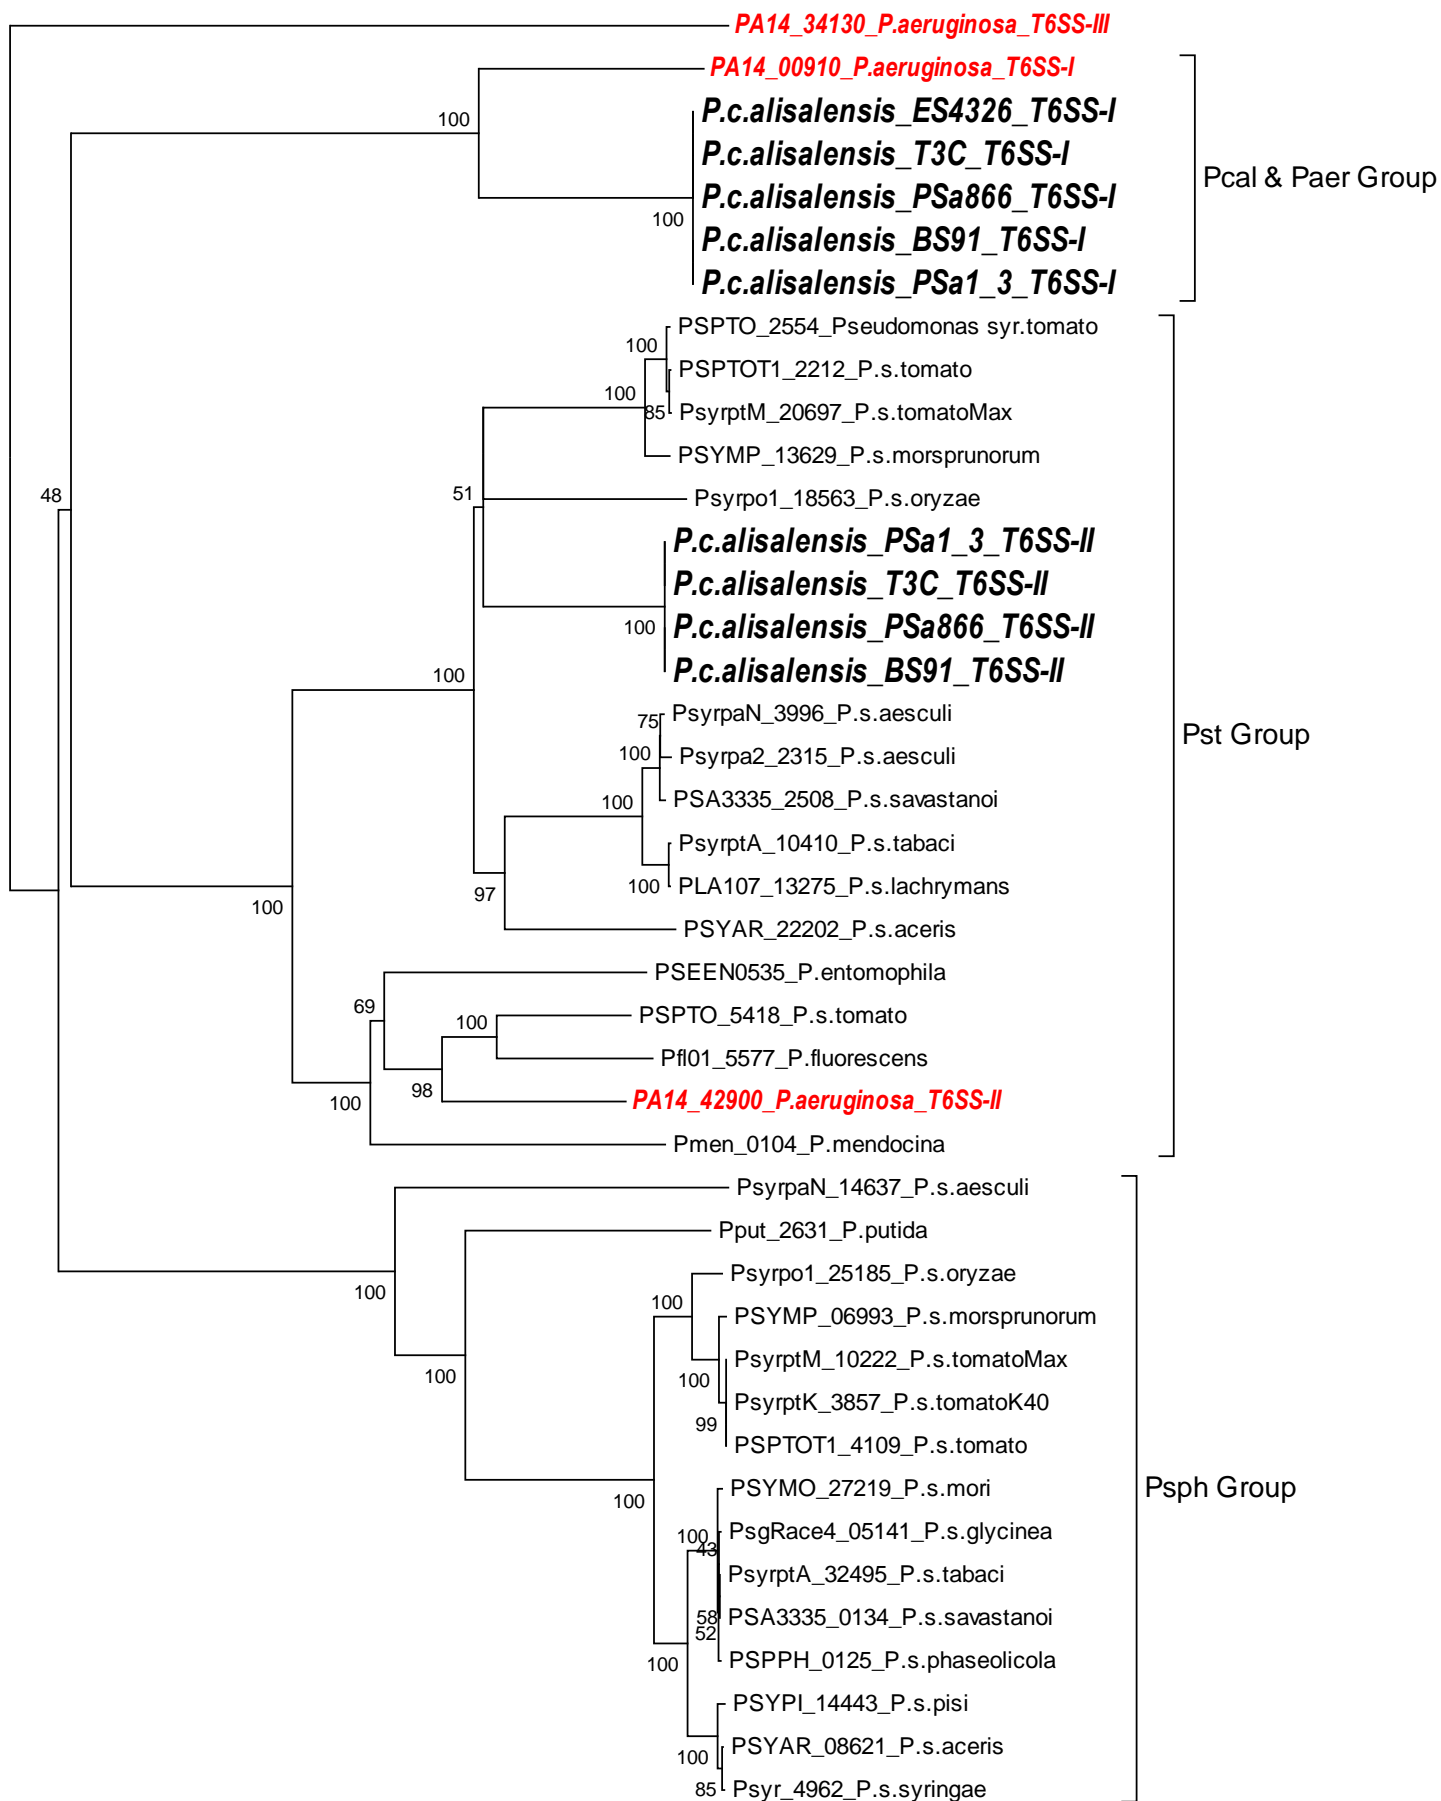 PA14_34130_P.aeruginosa_T6SS-III
PA14_00910_P.aeruginosa_T6SS-I
P.c.alisalensis_ES4326_T6SS-I
100
P.c.alisalensis_T3C_T6SS-I
Pcal & Paer Group
P.c.alisalensis_PSa866_T6SS-I
100
P.c.alisalensis_BS91_T6SS-I
P.c.alisalensis_PSa1_3_T6SS-I
PSPTO_2554_Pseudomonas syr.tomato
100
PSPTOT1_2212_P.s.tomato
100
85
PsyrptM_20697_P.s.tomatoMax
PSYMP_13629_P.s.morsprunorum
48
51
Psyrpo1_18563_P.s.oryzae
P.c.alisalensis_PSa1_3_T6SS-II
P.c.alisalensis_T3C_T6SS-II
100
P.c.alisalensis_PSa866_T6SS-II
100
P.c.alisalensis_BS91_T6SS-II
75
PsyrpaN_3996_P.s.aesculi
Pst Group
100
Psyrpa2_2315_P.s.aesculi
100
PSA3335_2508_P.s.savastanoi
PsyrptA_10410_P.s.tabaci
100
PLA107_13275_P.s.lachrymans
97
100
PSYAR_22202_P.s.aceris
PSEEN0535_P.entomophila
69
PSPTO_5418_P.s.tomato
100
Pfl01_5577_P.fluorescens
98
100
PA14_42900_P.aeruginosa_T6SS-II
Pmen_0104_P.mendocina
PsyrpaN_14637_P.s.aesculi
Pput_2631_P.putida
100
Psyrpo1_25185_P.s.oryzae
100
PSYMP_06993_P.s.morsprunorum
PsyrptM_10222_P.s.tomatoMax
100
100
PsyrptK_3857_P.s.tomatoK40
99
PSPTOT1_4109_P.s.tomato
PSYMO_27219_P.s.mori
Psph Group
100
100
PsgRace4_05141_P.s.glycinea
43
PsyrptA_32495_P.s.tabaci
58
PSA3335_0134_P.s.savastanoi
52
100
PSPPH_0125_P.s.phaseolicola
PSYPI_14443_P.s.pisi
100
PSYAR_08621_P.s.aceris
85
Psyr_4962_P.s.syringae